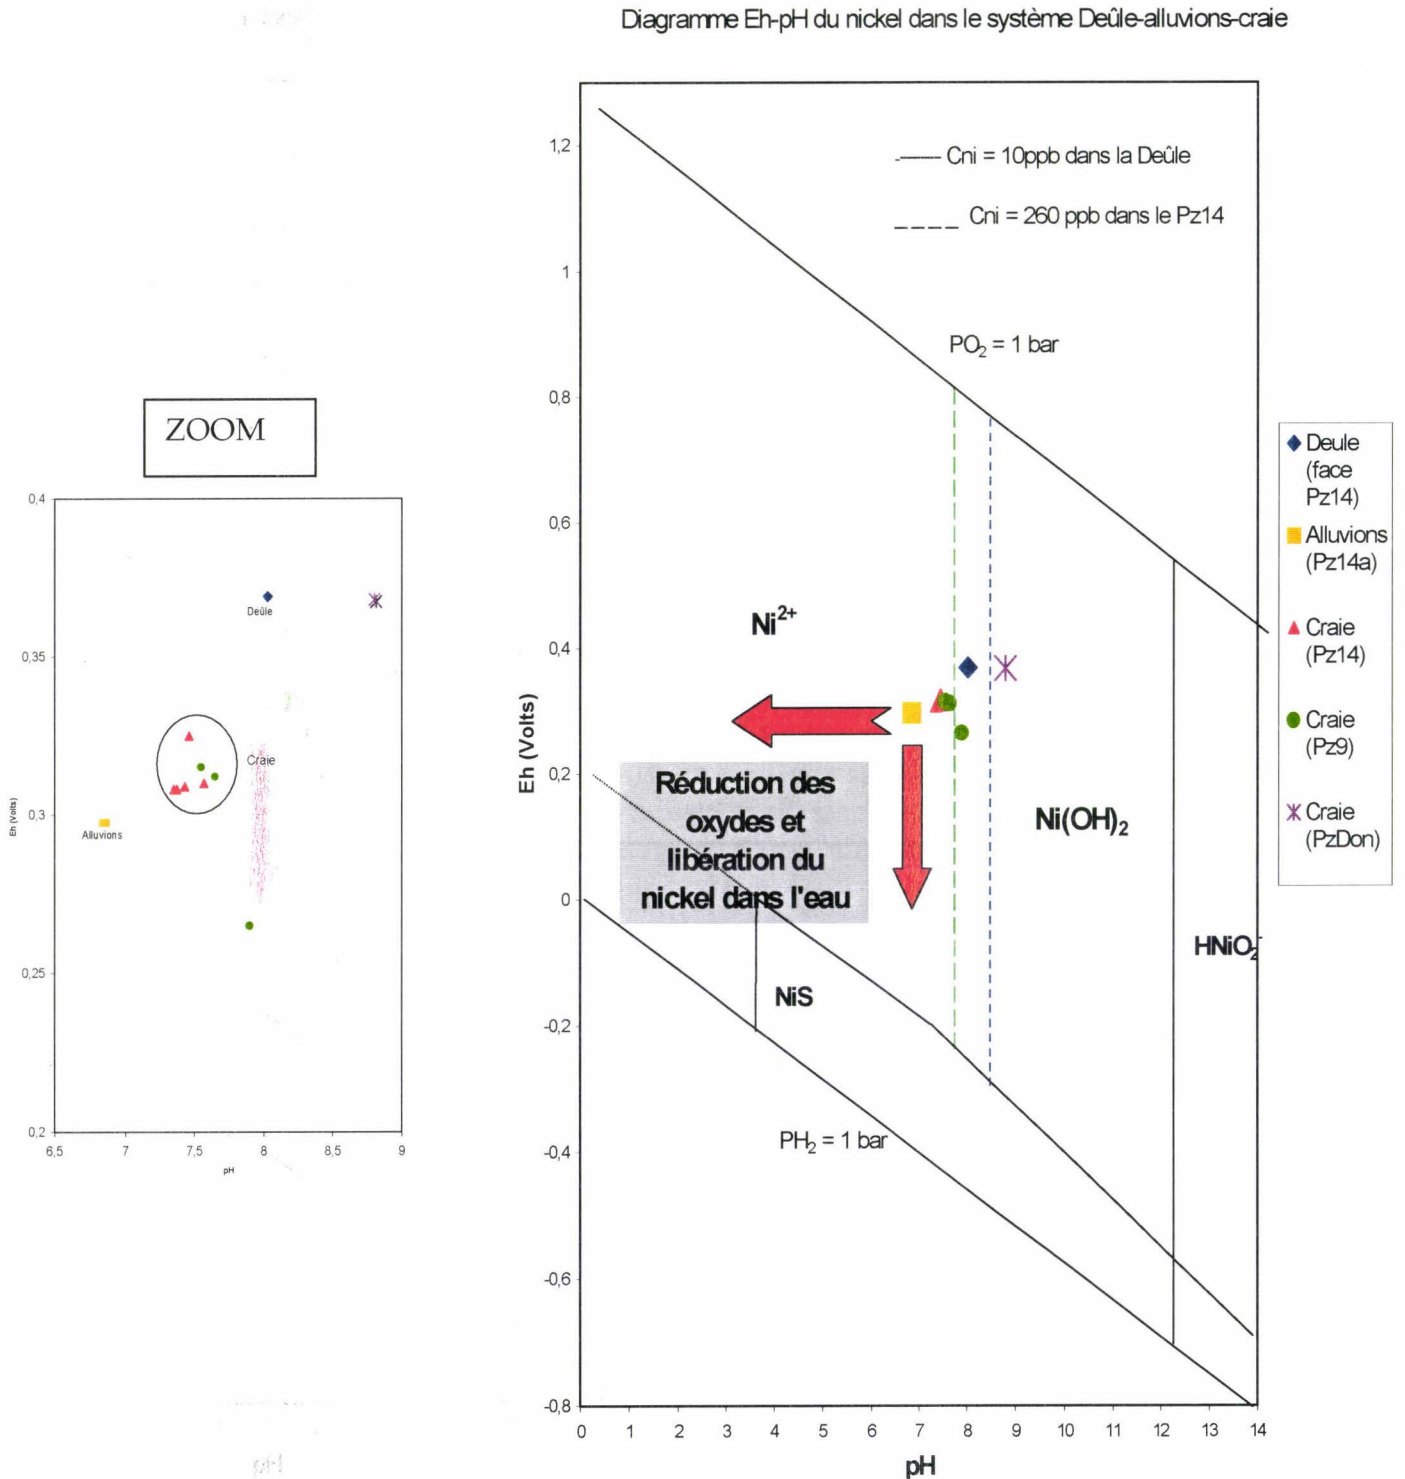 Diagramme Eh-pH du nickel dans le système Deûle-alluvions-craie
ZOOM
0,4
0,35
0,3
0,25
0,2
6,5
7
7,5
8
8,5
9
Eh (Volts)
pH
Deûle
Craie
Alluvions
1,2
1
0,8
0,6
0,4
0,2
0
-0,2
-0,4
-0,6
-0,8
0
1
2
3
4
5
6
7
8
9
10
11
12
13
14
Eh (Volts)
pH
Cni = 10ppb dans la Deûle
Cni = 260 ppb dans le Pz14
PO2 = 1 bar
Ni2+
Réduction des
oxydes et
libération du
nickel dans l'eau
Ni(OH)2
HNiO2-
NiS
PH2 = 1 bar
Deule
(face
Pz14)
Alluvions
(Pz14a)
Craie
(Pz14)
Craie
(Pz9)
Craie
(PzDon)